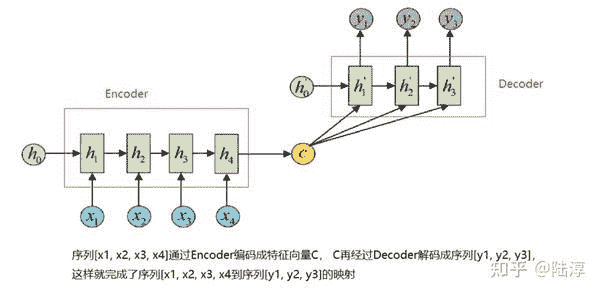 y₁ y₂ y₃
Decoder
h₀' h₁' h₂' h₃'
Encoder
h₀ h₁ h₂ h₃ h₄ c
x₁ x₂ x₃ x₄
序列[x1, x2, x3, x4]通过Encoder编码成特征向量C， C再经过Decoder解码成序列[y1, y2, y3],
这样就完成了序列[x1, x2, x3, x4到序列[y1, y2, y3]的映射
知乎 @陆淳